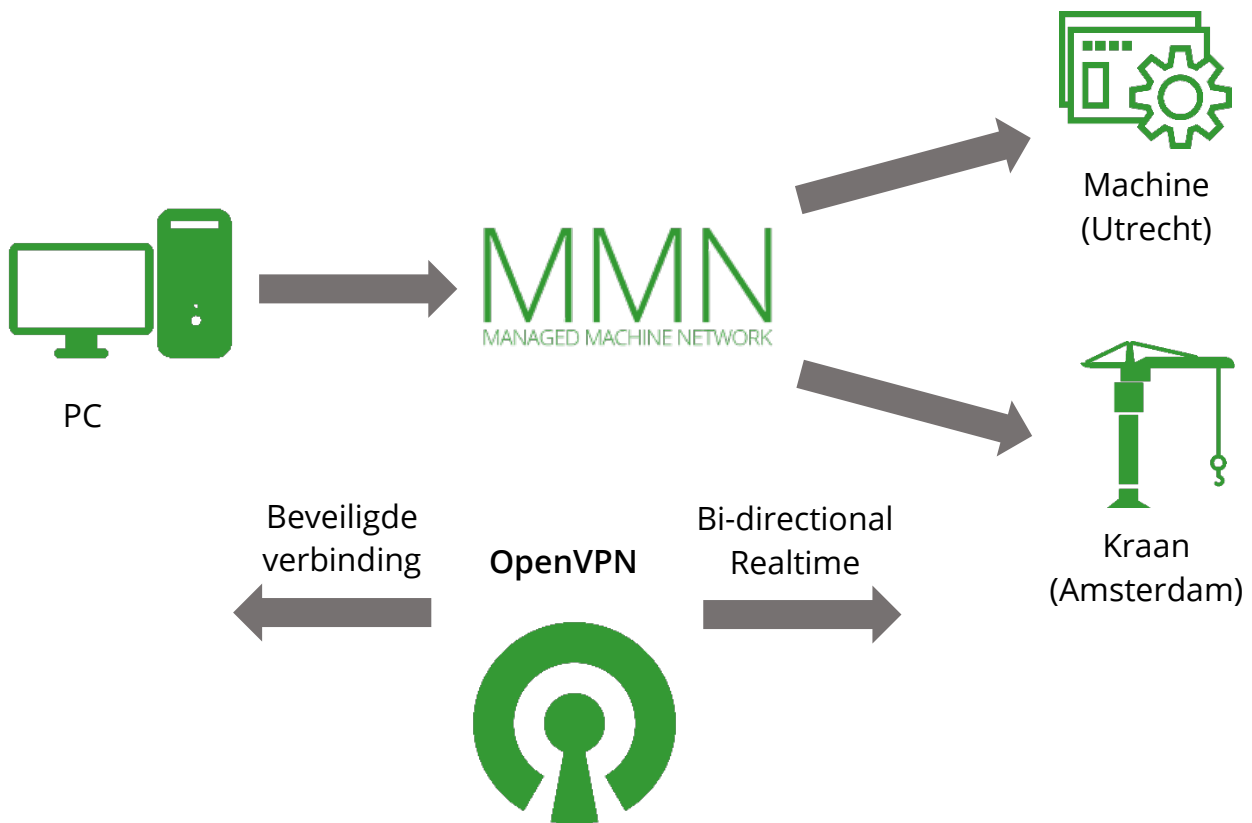 Machine
(Utrecht)
MMN
MANAGED MACHINE NETWORK
PC
Beveiligde
verbinding
OpenVPN
Bi-directional
Realtime
Kraan
(Amsterdam)